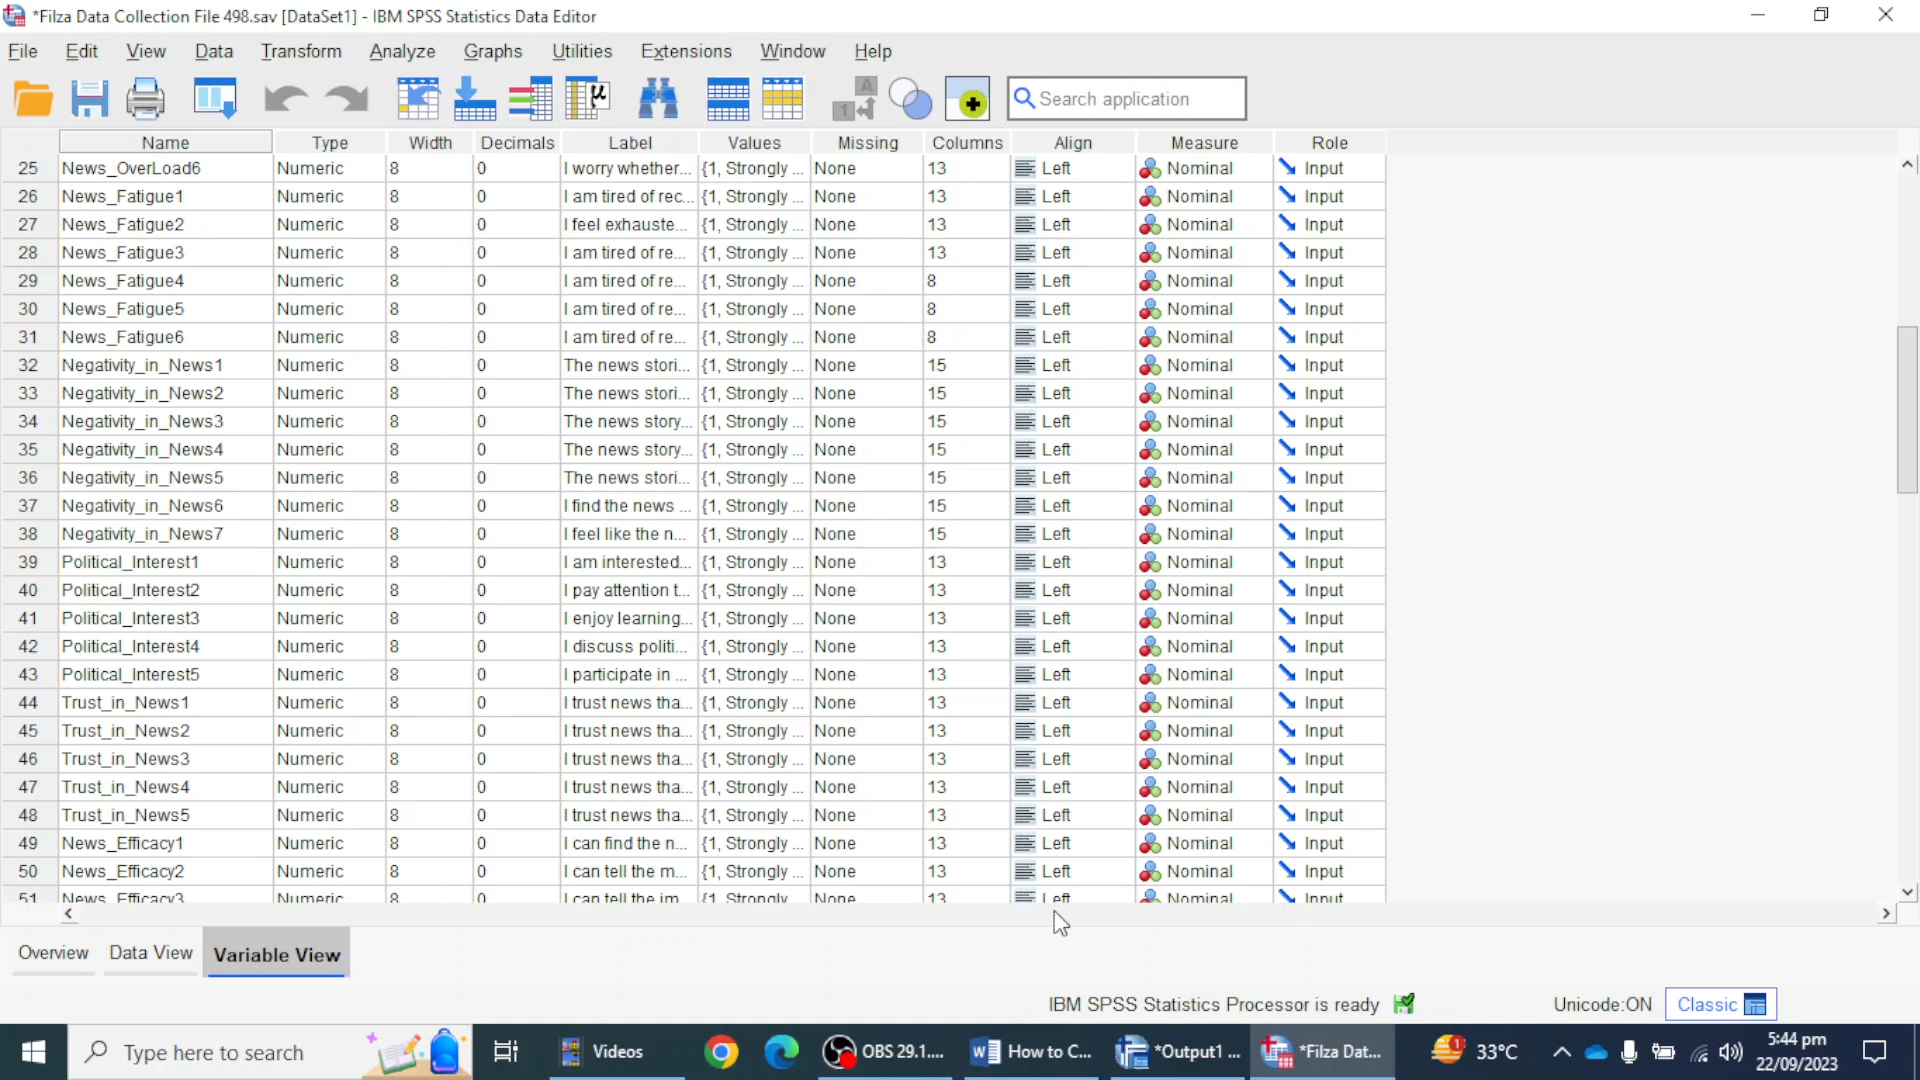 *Filza Data Collection File 498.sav [DataSet1] - IBM SPSS Statistics Data Editor
File Edit View Data Transform Analyze Graphs Utilities Extensions Window Help
Search application
Name Type Width Decimals Label Values Missing Columns Align Measure Role
25 News_OverLoad6 Numeric 8 0 I worry whether... {1, Strongly ... None 13 Left Nominal Input
26 News_Fatigue1 Numeric 8 0 I am tired of rec... {1, Strongly ... None 13 Left Nominal Input
27 News_Fatigue2 Numeric 8 0 I feel exhauste... {1, Strongly ... None 13 Left Nominal Input
28 News_Fatigue3 Numeric 8 0 I am tired of re... {1, Strongly ... None 13 Left Nominal Input
29 News_Fatigue4 Numeric 8 0 I am tired of re... {1, Strongly ... None 8 Left Nominal Input
30 News_Fatigue5 Numeric 8 0 I am tired of re... {1, Strongly ... None 8 Left Nominal Input
31 News_Fatigue6 Numeric 8 0 I am tired of re... {1, Strongly ... None 8 Left Nominal Input
32 Negativity_in_News1 Numeric 8 0 The news stori... {1, Strongly ... None 15 Left Nominal Input
33 Negativity_in_News2 Numeric 8 0 The news stori... {1, Strongly ... None 15 Left Nominal Input
34 Negativity_in_News3 Numeric 8 0 The news story... {1, Strongly ... None 15 Left Nominal Input
35 Negativity_in_News4 Numeric 8 0 The news story... {1, Strongly ... None 15 Left Nominal Input
36 Negativity_in_News5 Numeric 8 0 The news stori... {1, Strongly ... None 15 Left Nominal Input
37 Negativity_in_News6 Numeric 8 0 I find the news ... {1, Strongly ... None 15 Left Nominal Input
38 Negativity_in_News7 Numeric 8 0 I feel like the n... {1, Strongly ... None 15 Left Nominal Input
39 Political_Interest1 Numeric 8 0 I am interested... {1, Strongly ... None 13 Left Nominal Input
40 Political_Interest2 Numeric 8 0 I pay attention t... {1, Strongly ... None 13 Left Nominal Input
41 Political_Interest3 Numeric 8 0 I enjoy learning... {1, Strongly ... None 13 Left Nominal Input
42 Political_Interest4 Numeric 8 0 I discuss politi... {1, Strongly ... None 13 Left Nominal Input
43 Political_Interest5 Numeric 8 0 I participate in ... {1, Strongly ... None 13 Left Nominal Input
44 Trust_in_News1 Numeric 8 0 I trust news tha... {1, Strongly ... None 13 Left Nominal Input
45 Trust_in_News2 Numeric 8 0 I trust news tha... {1, Strongly ... None 13 Left Nominal Input
46 Trust_in_News3 Numeric 8 0 I trust news tha... {1, Strongly ... None 13 Left Nominal Input
47 Trust_in_News4 Numeric 8 0 I trust news tha... {1, Strongly ... None 13 Left Nominal Input
48 Trust_in_News5 Numeric 8 0 I trust news tha... {1, Strongly ... None 13 Left Nominal Input
49 News_Efficacy1 Numeric 8 0 I can find the n... {1, Strongly ... None 13 Left Nominal Input
50 News_Efficacy2 Numeric 8 0 I can tell the m... {1, Strongly ... None 13 Left Nominal Input
51 News_Efficacy3 Numeric 8 0 I can tell the im... {1, Strongly ... None 13 Left Nominal Input
Overview Data View Variable View
IBM SPSS Statistics Processor is ready Unicode:ON Classic
Type here to search Videos OBS 29.1.... How to C... *Output1 ... *Filza Dat... 33°C 5:44 pm
22/09/2023